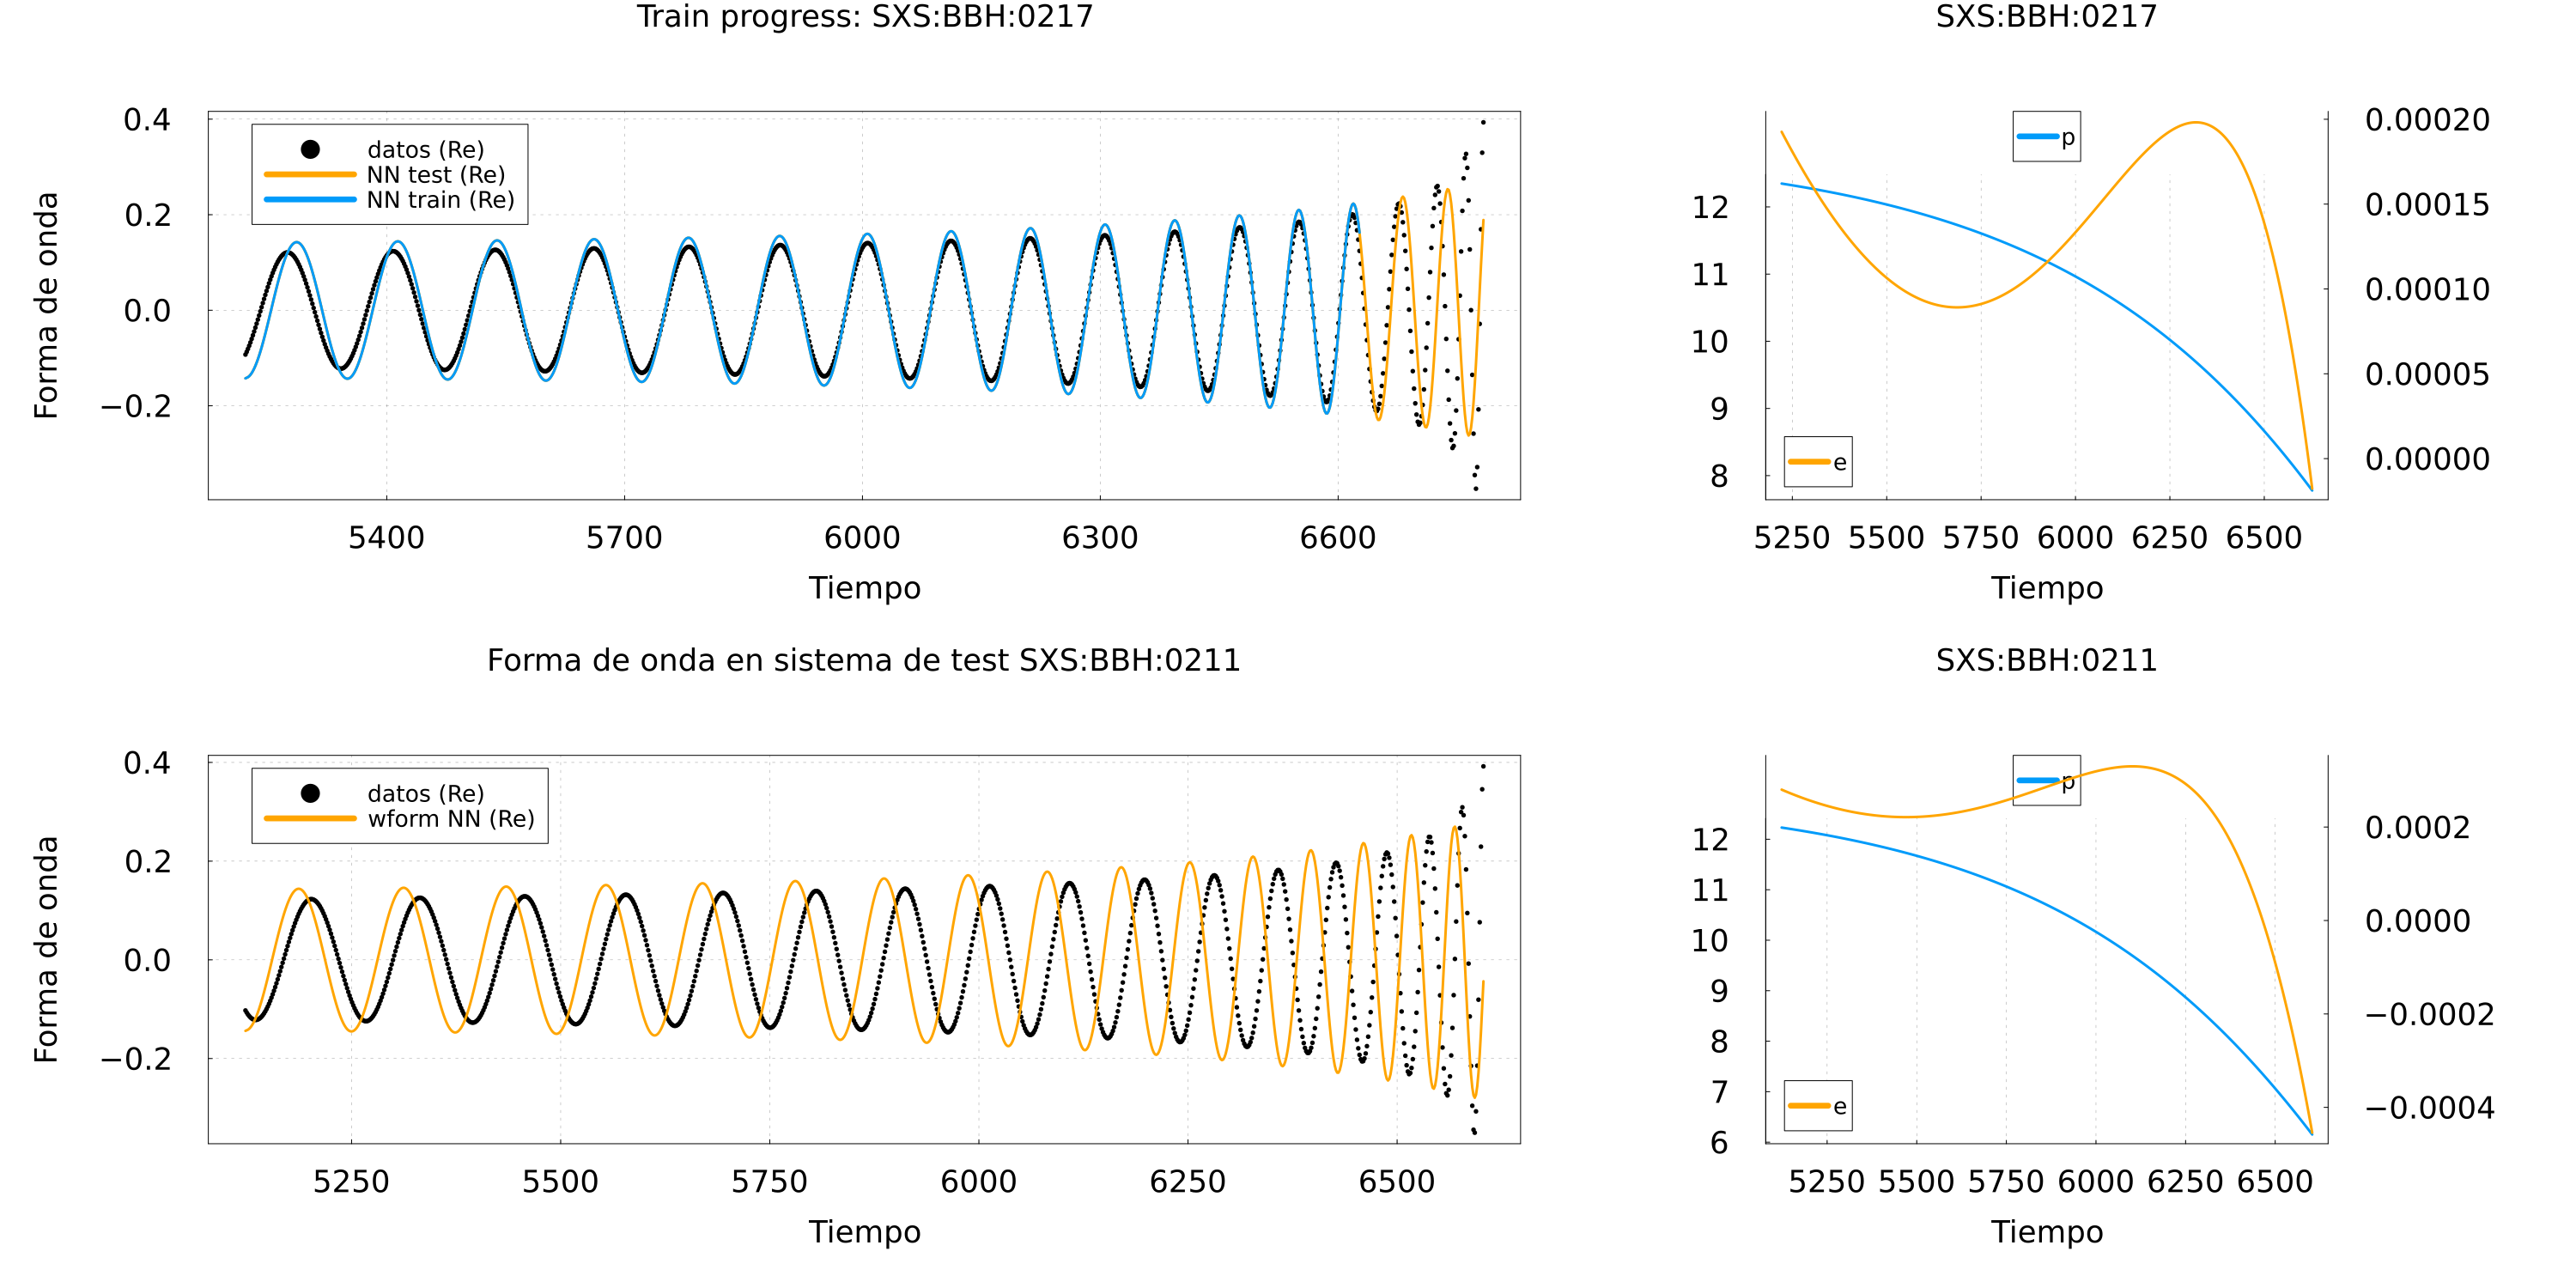 Train progress: SXS:BBH:0217
Forma de onda
0.4
0.2
0.0
−0.2
datos (Re)
NN test (Re)
NN train (Re)
5400 5700 6000 6300 6600
Tiempo
SXS:BBH:0217
12
11
10
9
8
p
e
0.00020
0.00015
0.00010
0.00005
0.00000
5250 5500 5750 6000 6250 6500
Tiempo
Forma de onda en sistema de test SXS:BBH:0211
Forma de onda
0.4
0.2
0.0
−0.2
datos (Re)
wform NN (Re)
5250 5500 5750 6000 6250 6500
Tiempo
SXS:BBH:0211
12
11
10
9
8
7
6
p
e
0.0002
0.0000
−0.0002
−0.0004
5250 5500 5750 6000 6250 6500
Tiempo